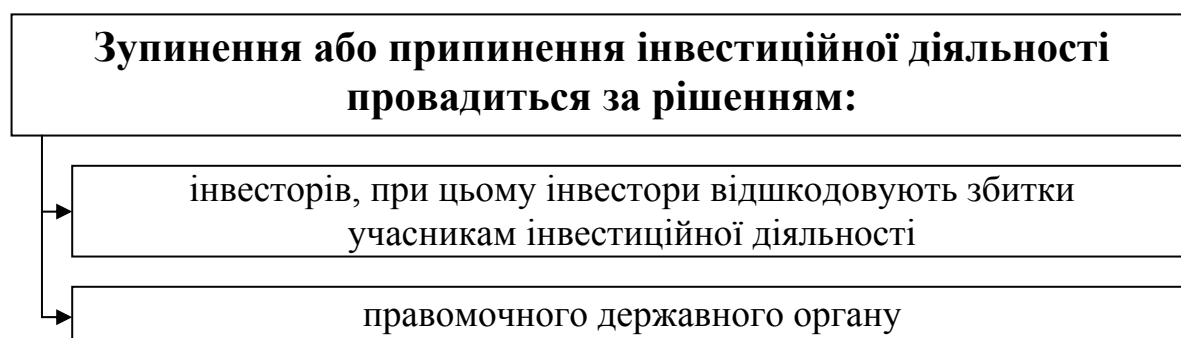 Зупинення або припинення інвестиційної діяльності
провадиться за рішенням:
інвесторів, при цьому інвестори відшкодовують збитки
учасникам інвестиційної діяльності
правомочного державного органу